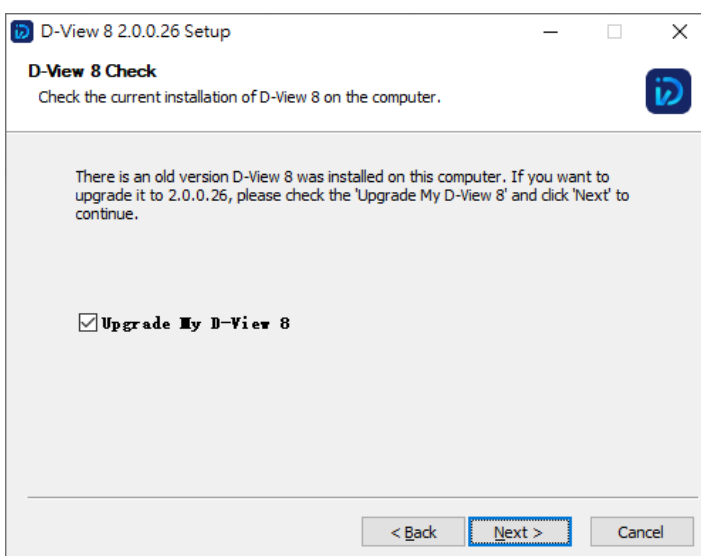 D-View 8 2.0.0.26 Setup
D-View 8 Check
Check the current installation of D-View 8 on the computer.
There is an old version D-View 8 was installed on this computer. If you want to
upgrade it to 2.0.0.26, please check the 'Upgrade My D-View 8' and click 'Next' to
continue.
Upgrade My D-View 8
< Back Next > Cancel